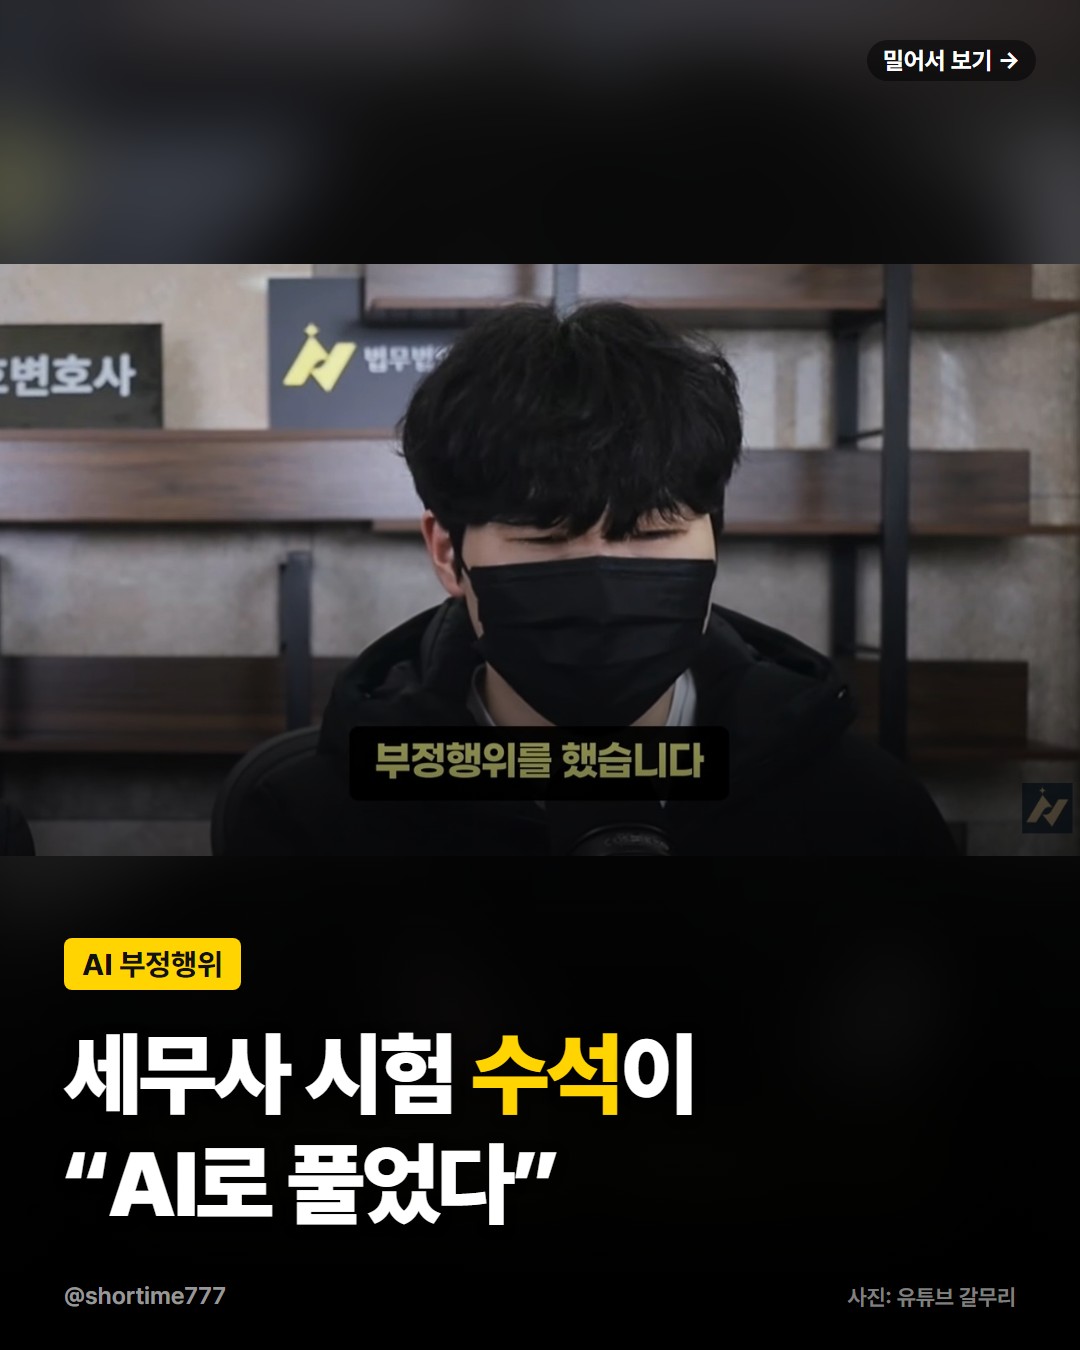 밀어서 보기 →
변호사
법무법
부정행위를 했습니다
AI 부정행위
세무사 시험 수석이
“AI로 풀었다”
@shortime777
사진: 유튜브 갈무리